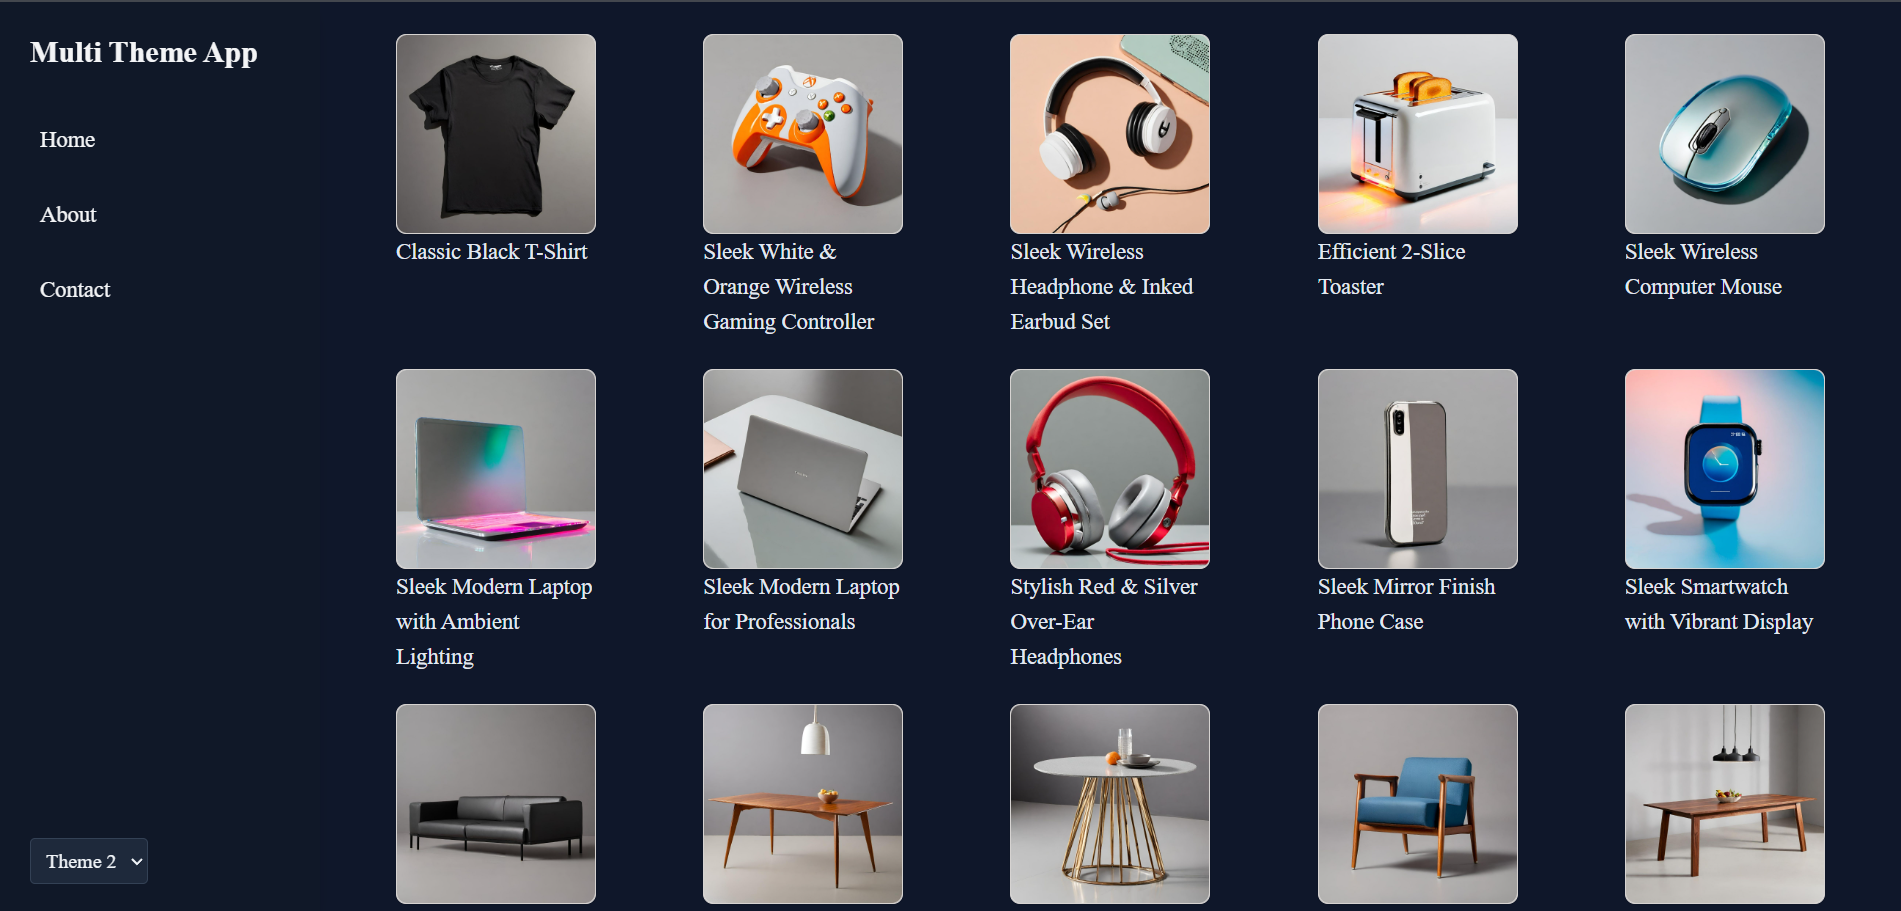 Multi Theme App
Home
About
Contact
Theme 2
Classic Black T-Shirt
Sleek White &
Orange Wireless
Gaming Controller
Sleek Wireless
Headphone & Inked
Earbud Set
Efficient 2-Slice
Toaster
Sleek Wireless
Computer Mouse
Sleek Modern Laptop
with Ambient
Lighting
Sleek Modern Laptop
for Professionals
Stylish Red & Silver
Over-Ear
Headphones
Sleek Mirror Finish
Phone Case
Sleek Smartwatch
with Vibrant Display